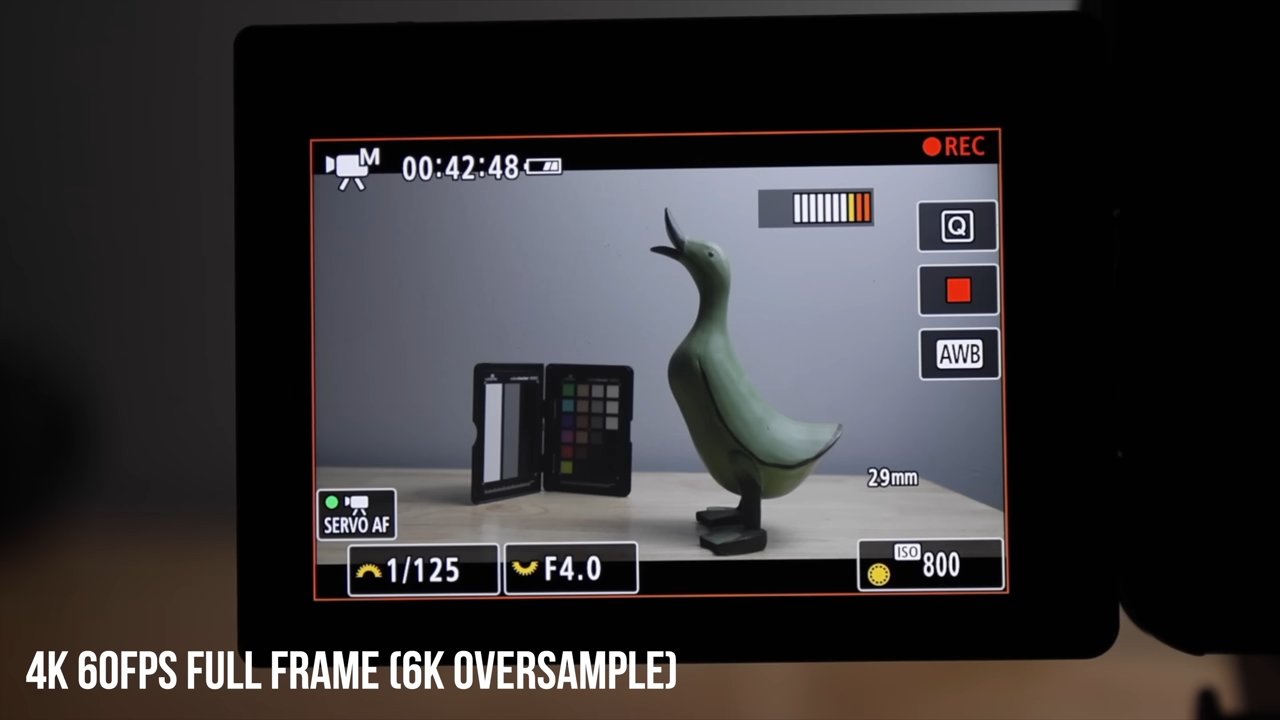 M
00:42:48
REC
Q
AWB
29mm
SERVO AF
1/125
F4.0
ISO 800
4K 60FPS FULL FRAME (6K OVERSAMPLE)